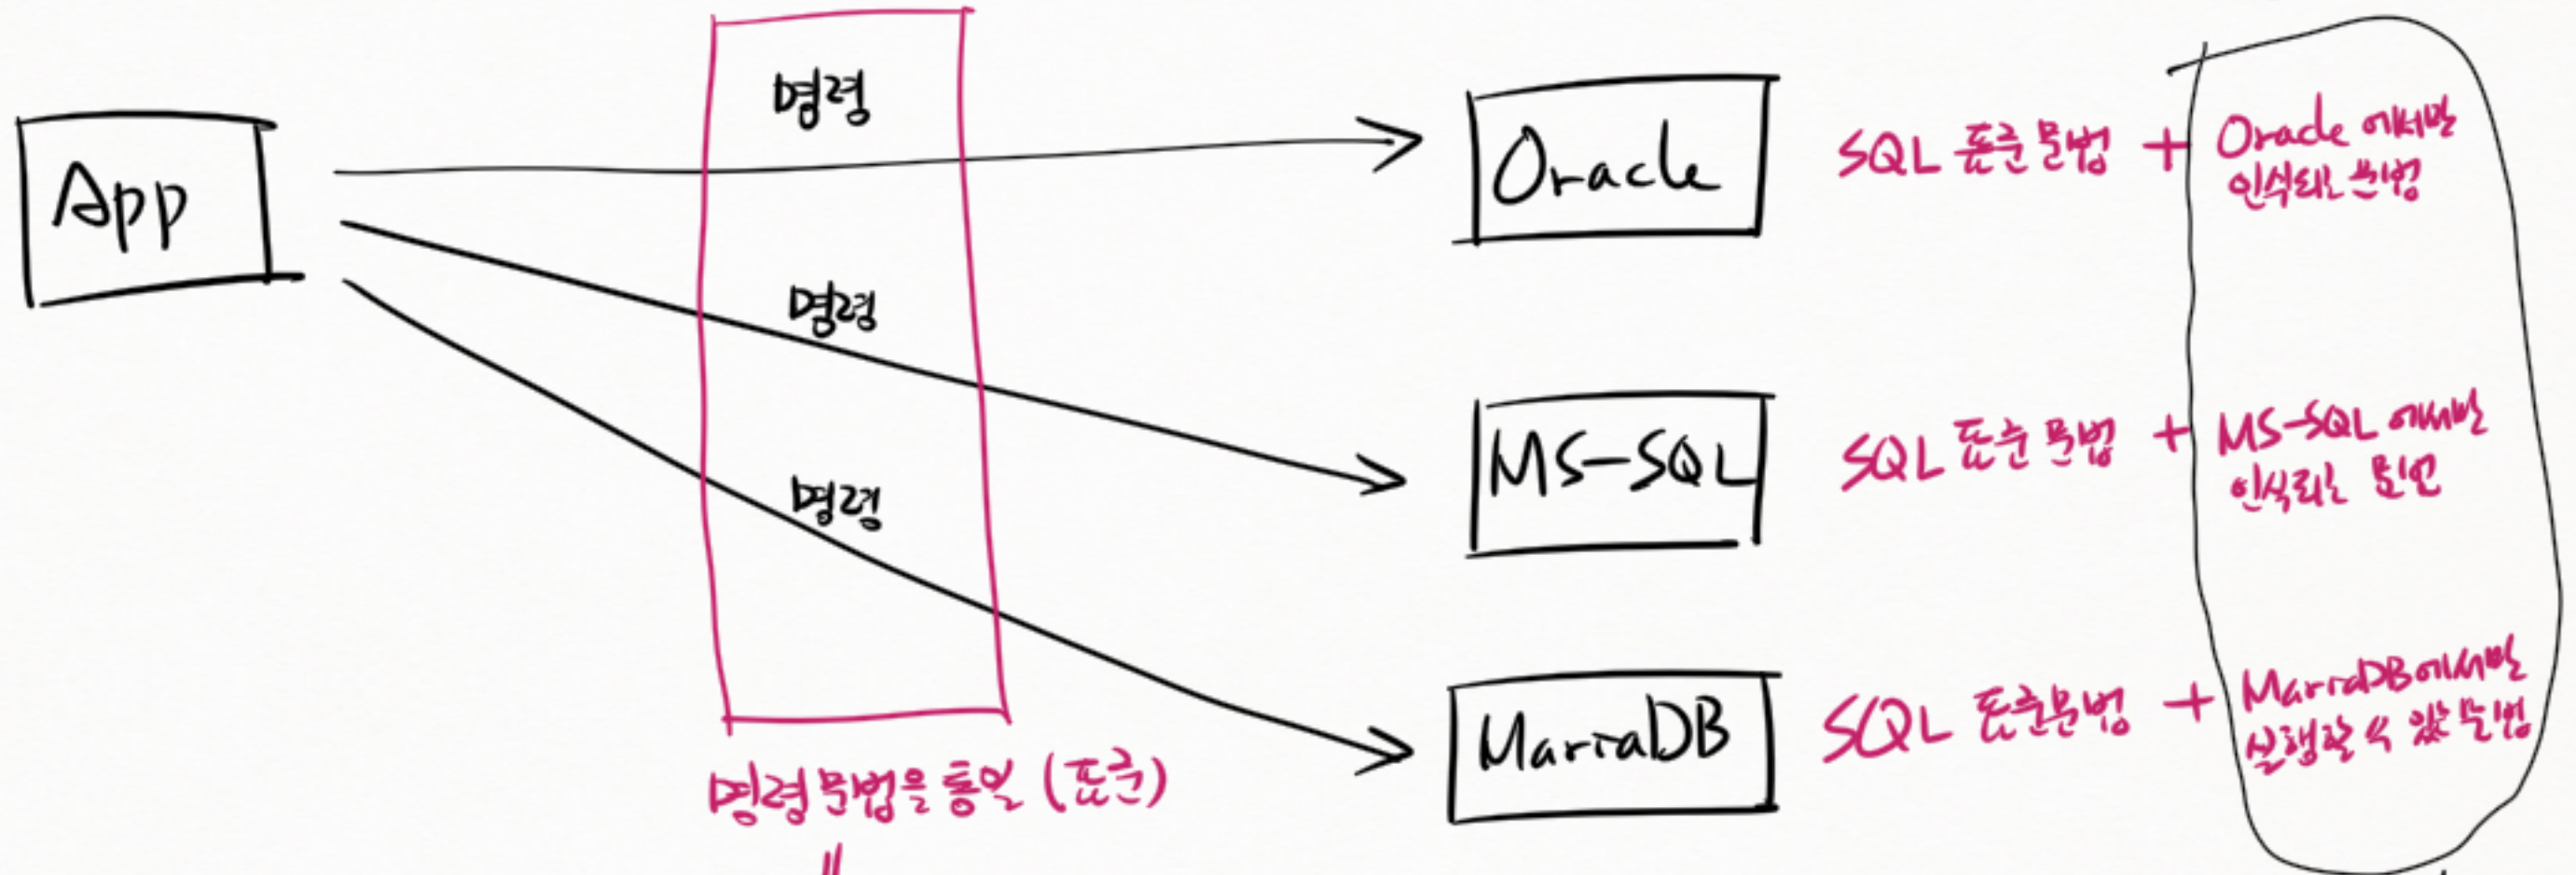 App
명령
명령
명령
명령 문법을 통일 (표준)
"
Oracle
SQL 표준 문법 + Oracle 에서만
인식되는 문법
MS-SQL
SQL 표준 문법 + MS-SQL 에서만
인식되는 문법
MariaDB
SQL 표준문법 + MariaDB에서만
실행할 수 있는 문법